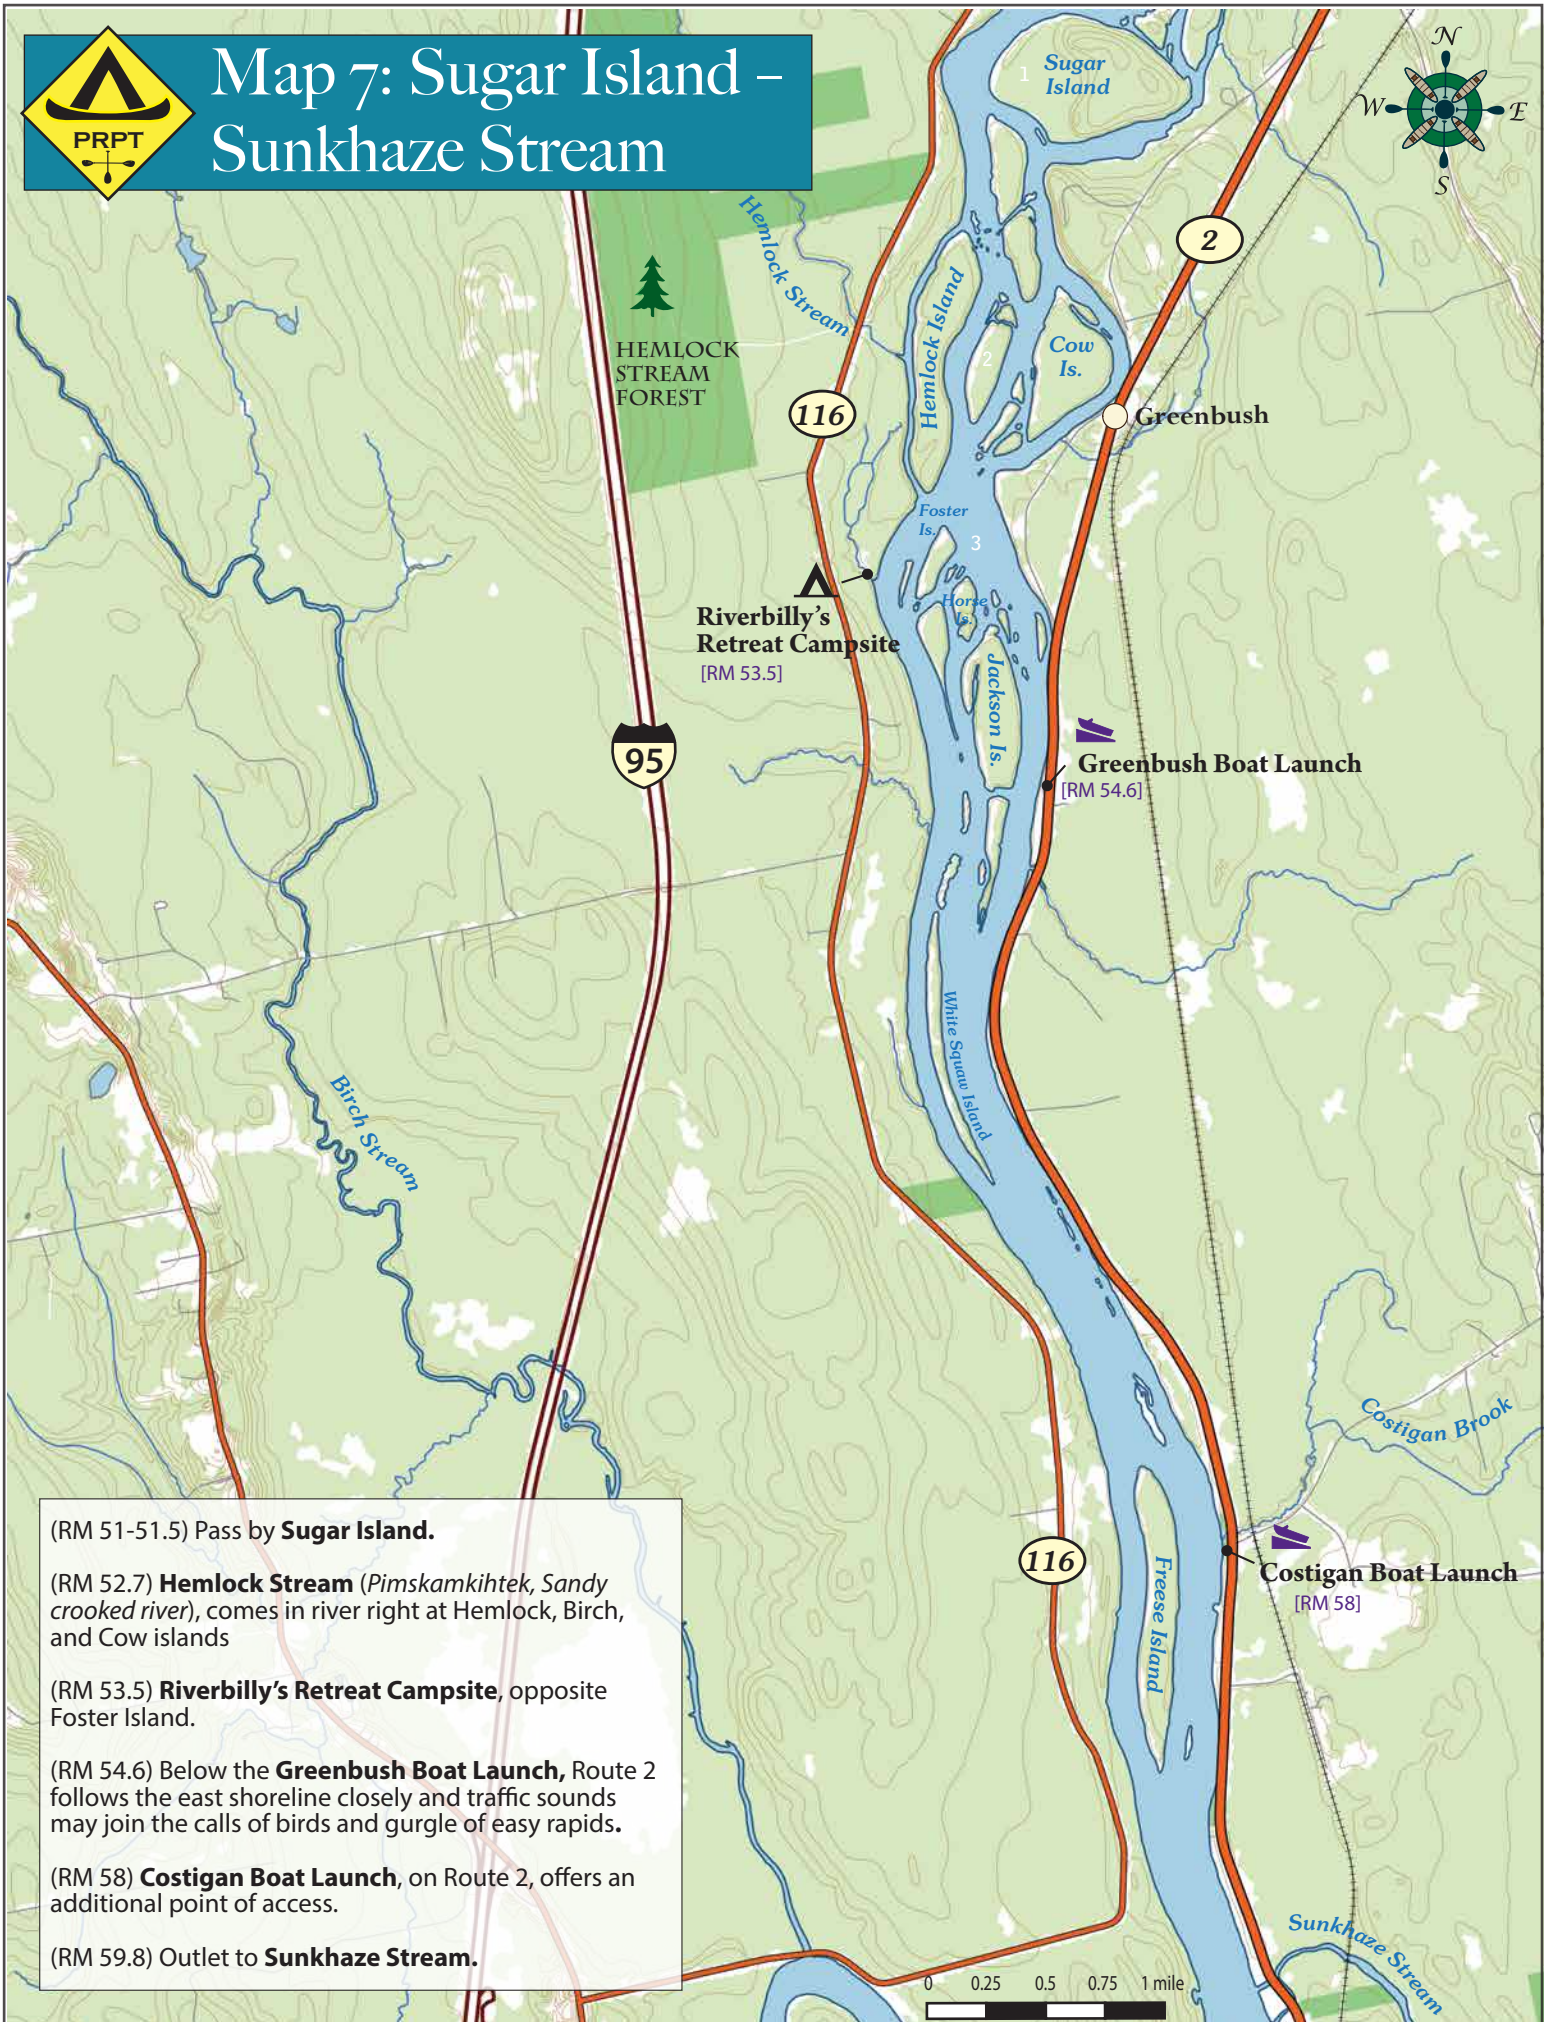 PRPT
Map 7: Sugar Island –
Sunkhaze Stream
N
W
E
S
1
Sugar
Island
2
Hemlock Stream
HEMLOCK
STREAM
FOREST
Hemlock Island
2
Cow
Is.
116
Greenbush
Foster
Is.
3
Horse
Is.
Riverbilly's
Retreat Campsite
[RM 53.5]
Jackson Is.
95
Greenbush Boat Launch
[RM 54.6]
White Squaw Island
Birch Stream
Costigan Brook
116
Freese Island
Costigan Boat Launch
[RM 58]
Sunkhaze Stream
(RM 51-51.5) Pass by Sugar Island.
(RM 52.7) Hemlock Stream (Pimskamkihtek, Sandy
crooked river), comes in river right at Hemlock, Birch,
and Cow islands
(RM 53.5) Riverbilly's Retreat Campsite, opposite
Foster Island.
(RM 54.6) Below the Greenbush Boat Launch, Route 2
follows the east shoreline closely and traffic sounds
may join the calls of birds and gurgle of easy rapids.
(RM 58) Costigan Boat Launch, on Route 2, offers an
additional point of access.
(RM 59.8) Outlet to Sunkhaze Stream.
0 0.25 0.5 0.75 1 mile